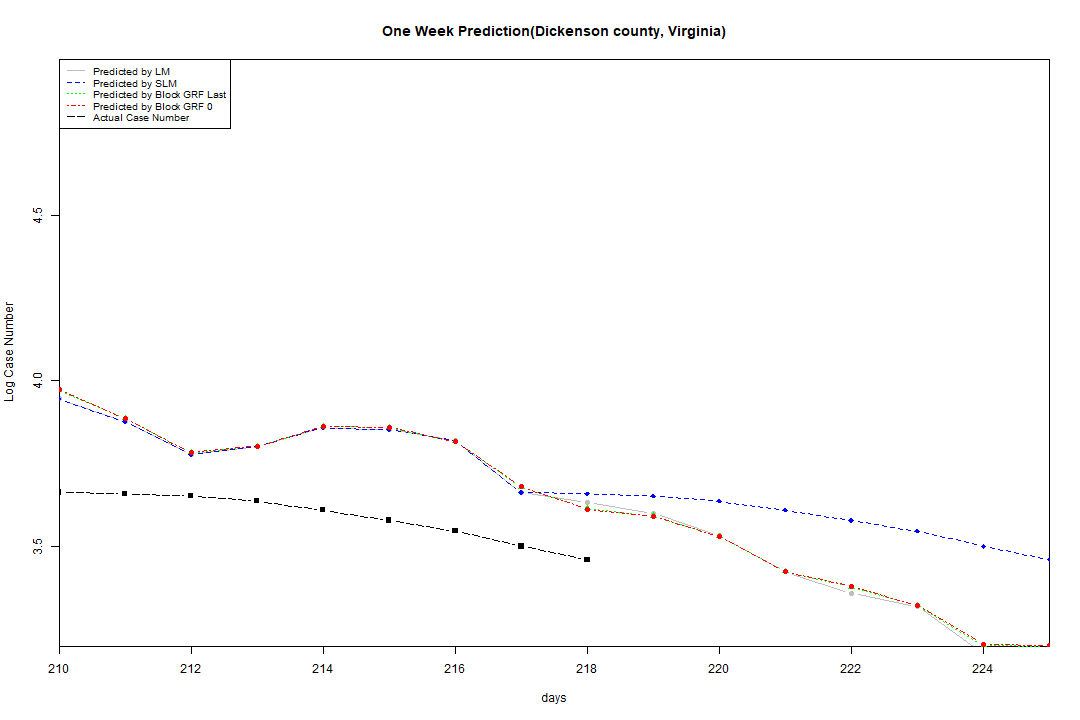 One Week Prediction(Dickenson county, Virginia)
Predicted by LM
Predicted by SLM
Predicted by Block GRF Last
Predicted by Block GRF 0
Actual Case Number
Log Case Number
4.5
4.0
3.5
210 212 214 216 218 220 222 224
days